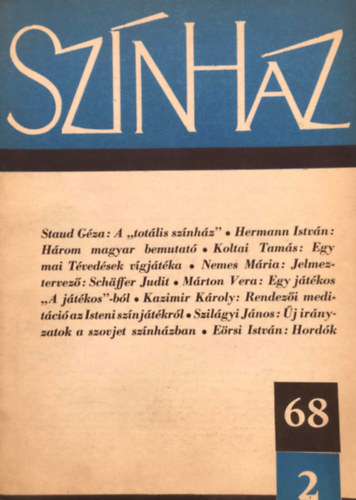 SZÍNHÁZ
Staud Géza: A „totális színház" • Hermann István:
Három magyar bemutató • Koltai Tamás: Egy
mai Tévedések vígjátéka • Nemes Mária: Jelmez-
tervező: Schäffer Judit • Márton Vera: Egy játékos
„A játékos"-ból • Kazimir Károly: Rendezői medi-
táció az Isteni színjátékról • Szilágyi János: Új irány-
zatok a szovjet színházban • Eörsi István: Hordók
68
2